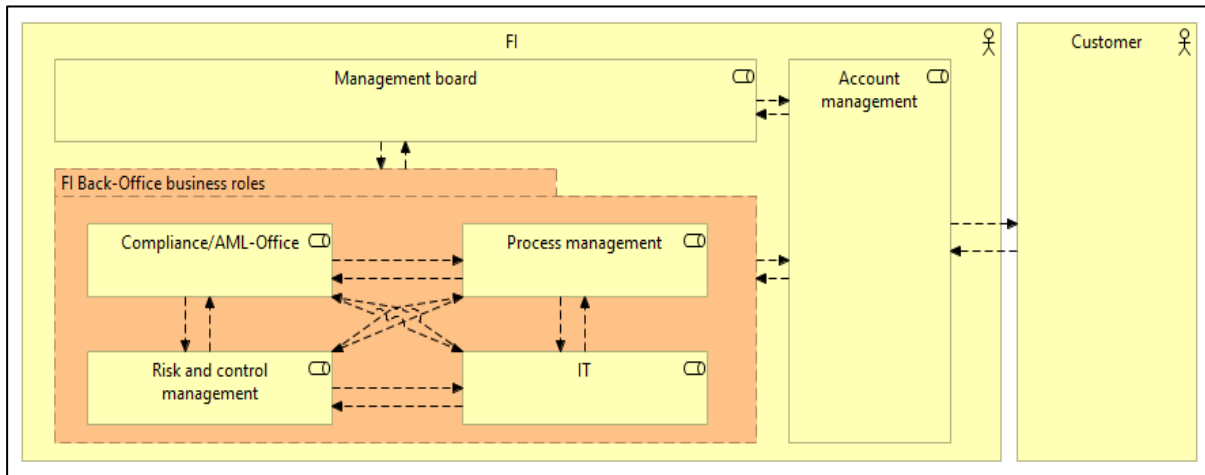 FI
Customer
Management board
Account
management
FI Back-Office business roles
Compliance/AML-Office
Process management
Risk and control
management
IT